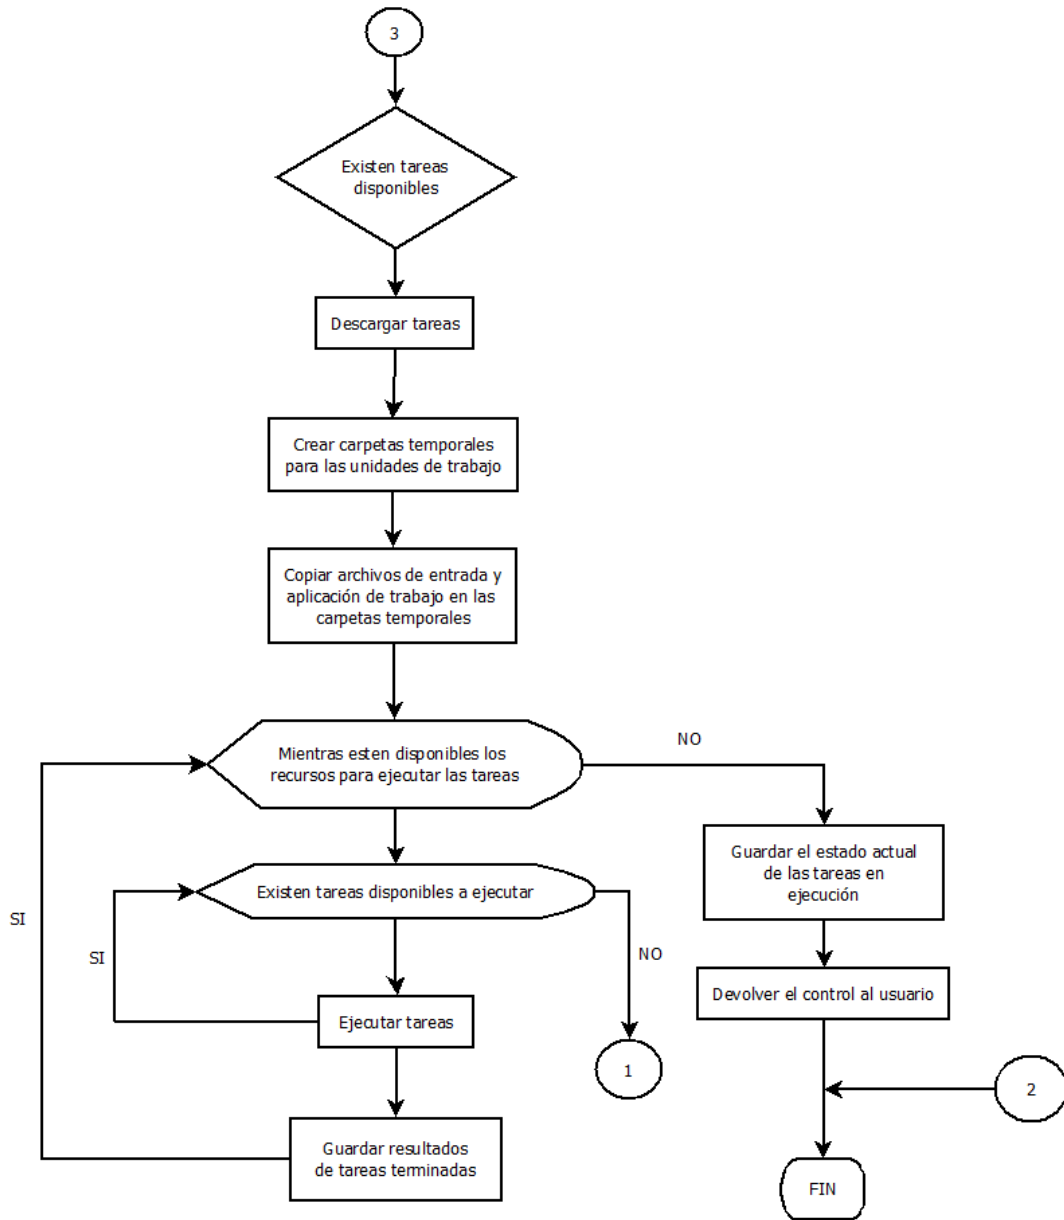 3
Existen tareas
disponibles
Descargar tareas
Crear carpetas temporales
para las unidades de trabajo
Copiar archivos de entrada y
aplicación de trabajo en las
carpetas temporales
Mientras esten disponibles los
recursos para ejecutar las tareas
NO
Guardar el estado actual
de las tareas en
ejecución
Existen tareas disponibles a ejecutar
SI
SI
NO
Devolver el control al usuario
Ejecutar tareas
1
2
Guardar resultados
de tareas terminadas
FIN